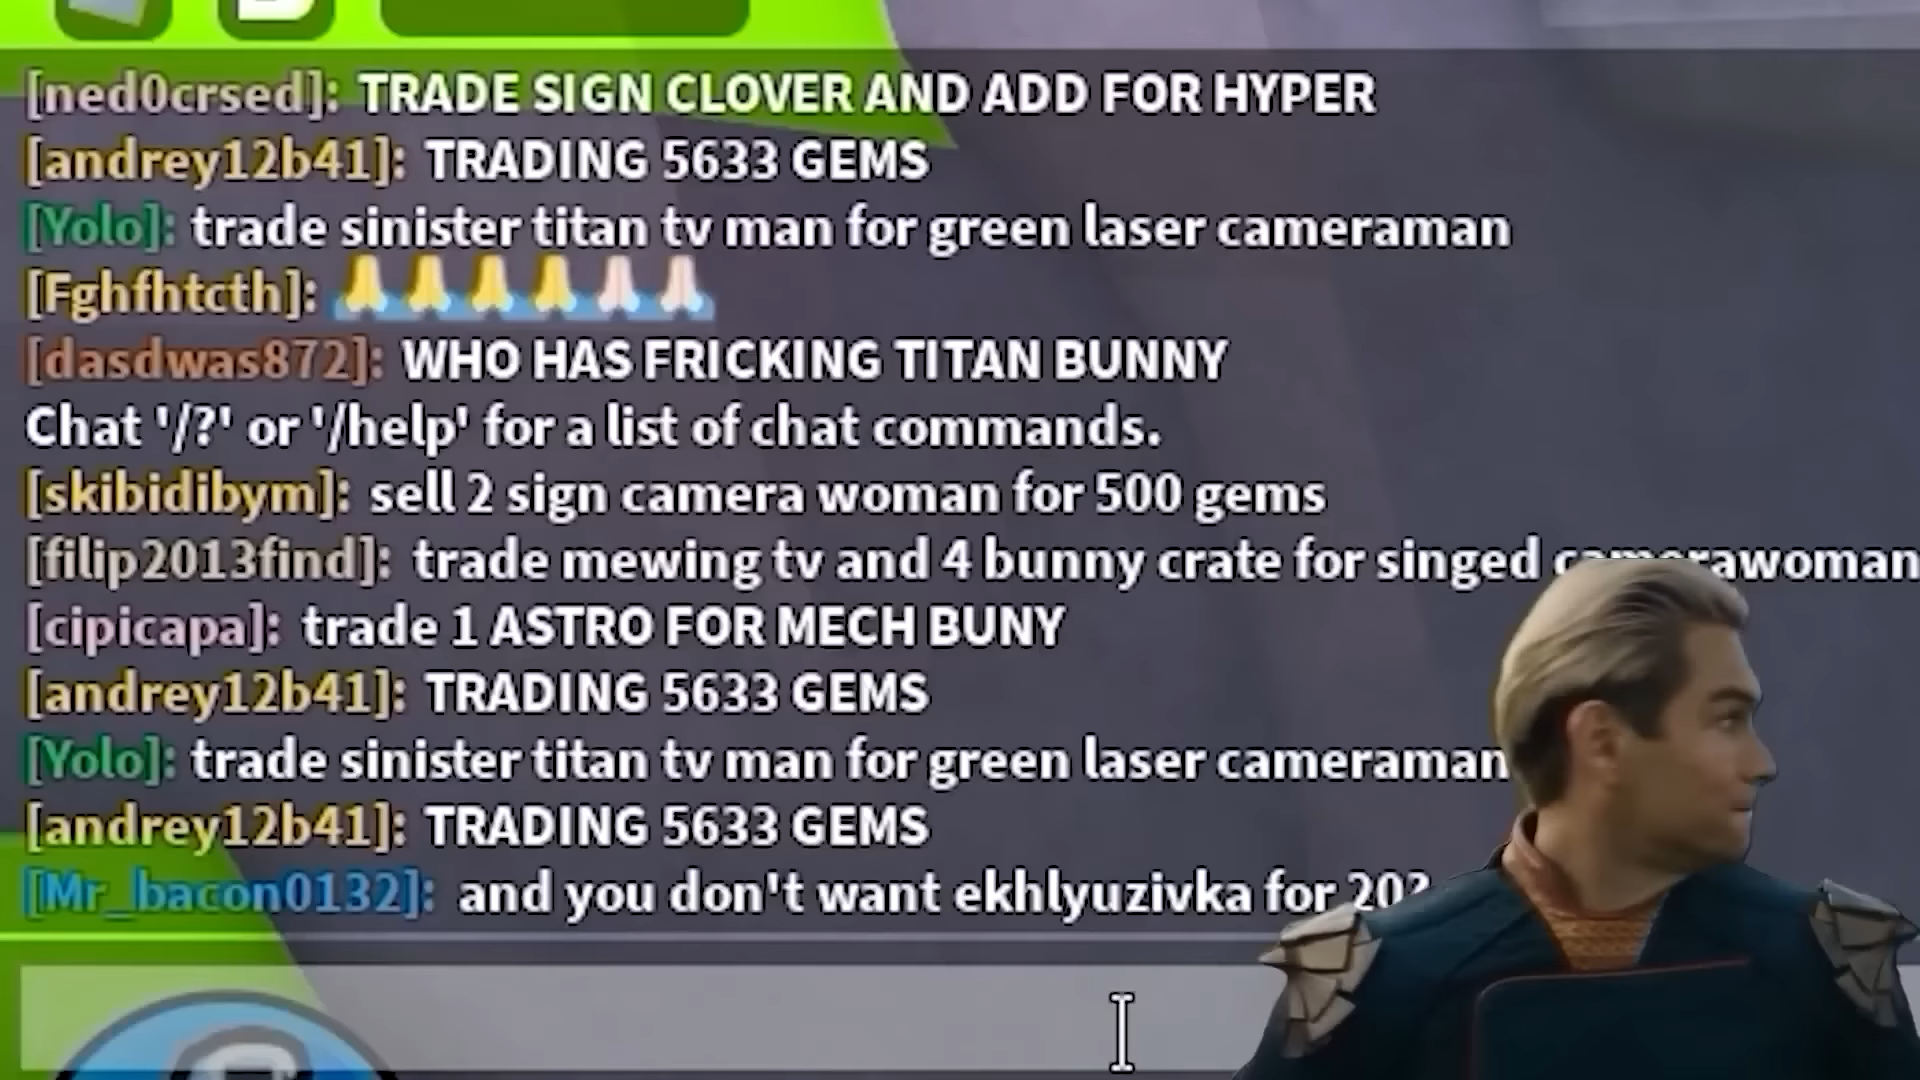 [ned0crsed]: TRADE SIGN CLOVER AND ADD FOR HYPER
[andrey12b41]: TRADING 5633 GEMS
[Yolo]: trade sinister titan tv man for green laser cameraman
[Fghfhtcth]: 🙏🙏🙏🙏🙏🏻🙏🏻
[dasdwas872]: WHO HAS FRICKING TITAN BUNNY
Chat '/?' or '/help' for a list of chat commands.
[skibidibym]: sell 2 sign camera woman for 500 gems
[filip2013find]: trade mewing tv and 4 bunny crate for singed camerawoman
[cipicapa]: trade 1 ASTRO FOR MECH BUNY
[andrey12b41]: TRADING 5633 GEMS
[Yolo]: trade sinister titan tv man for green laser cameraman
[andrey12b41]: TRADING 5633 GEMS
[Mr_bacon0132]: and you don't want ekhlyuzivka for 20?